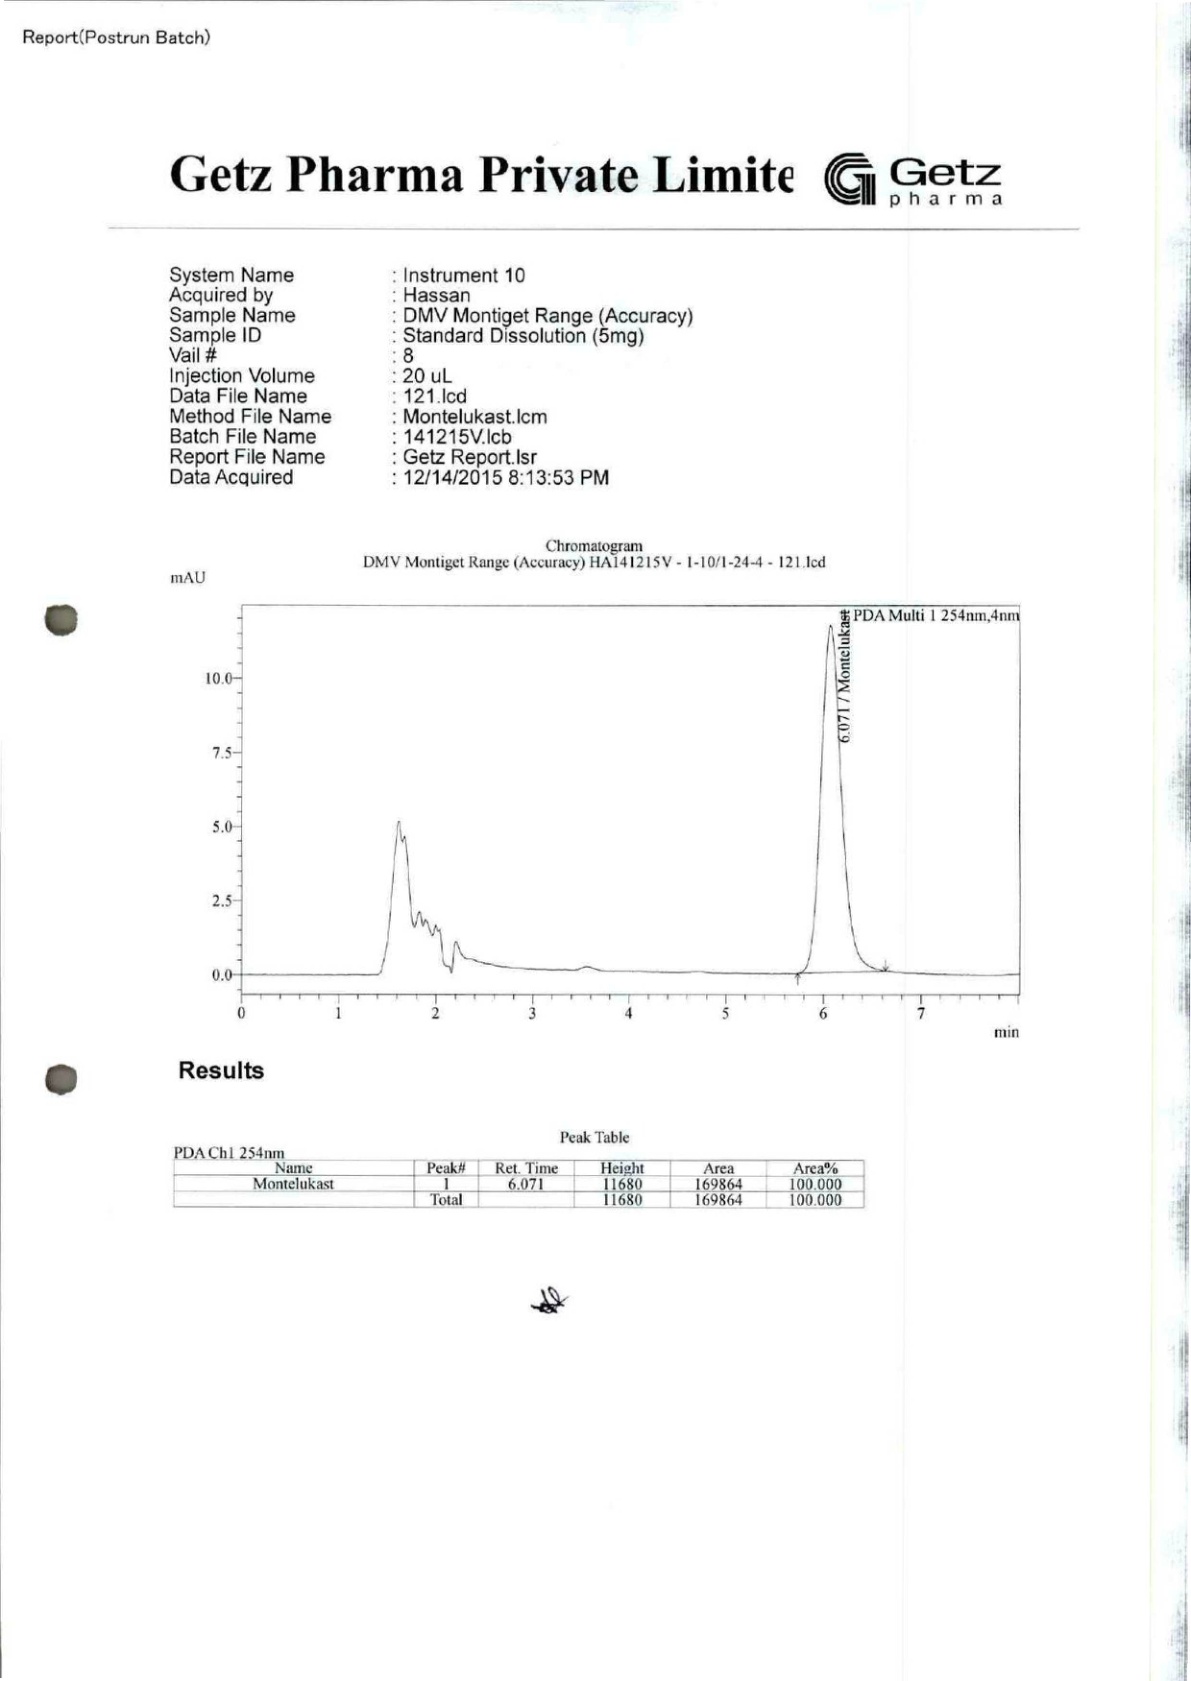 Report(Postrun Batch)
Getz Pharma Private Limite
Getz
pharma
System Name : Instrument 10
Acquired by : Hassan
Sample Name : DMV Montiget Range (Accuracy)
Sample ID : Standard Dissolution (5mg)
Vail # : 8
Injection Volume : 20 uL
Data File Name : 121.lcd
Method File Name : Montelukast.lcm
Batch File Name : 141215V.lcb
Report File Name : Getz Report.lsr
Data Acquired : 12/14/2015 8:13:53 PM
Chromatogram
DMV Montiget Range (Accuracy) HA141215V - 1-10/1-24-4 - 121.lcd
mAU
PDA Multi 1 254nm,4nm
6.071 / Montelukast
10.0
7.5
5.0
2.5
0.0
0 1 2 3 4 5 6 7
min
Results
Peak Table
PDA Ch1 254nm
Name Peak# Ret. Time Height Area Area%
Montelukast 1 6.071 11680 169864 100.000
Total 11680 169864 100.000